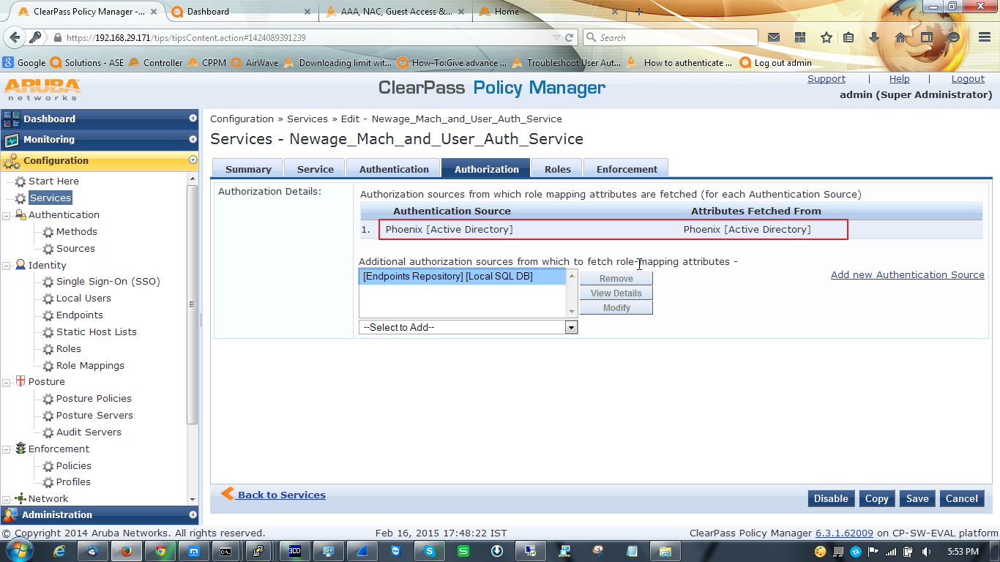 ClearPass Policy Manager -...
Dashboard
AAA, NAC, Guest Access &...
Home
https://192.168.29.171/tips/tipsContent.action#1424089391239
Search
Google
Solutions - ASE
Controller
CPPM
AirWave
Downloading limit wit...
How-To:Give advance ...
Troubleshoot User Aut...
How to authenticate ...
Log out admin
ARUBA
networks
ClearPass Policy Manager
Support | Help | Logout
admin (Super Administrator)
Dashboard
Monitoring
Configuration
Start Here
Services
Authentication
Methods
Sources
Identity
Single Sign-On (SSO)
Local Users
Endpoints
Static Host Lists
Roles
Role Mappings
Posture
Posture Policies
Posture Servers
Audit Servers
Enforcement
Policies
Profiles
Network
Administration
Configuration » Services » Edit - Newage_Mach_and_User_Auth_Service
Services - Newage_Mach_and_User_Auth_Service
Summary
Service
Authentication
Authorization
Roles
Enforcement
Authorization Details:
Authorization sources from which role mapping attributes are fetched (for each Authentication Source)
Authentication Source
Attributes Fetched From
1. Phoenix [Active Directory] Phoenix [Active Directory]
Additional authorization sources from which to fetch role-mapping attributes -
[Endpoints Repository] [Local SQL DB]
Remove
View Details
Modify
Add new Authentication Source
--Select to Add--
Back to Services
Disable
Copy
Save
Cancel
© Copyright 2014 Aruba Networks. All rights reserved.
Feb 16, 2015 17:48:22 IST
ClearPass Policy Manager 6.3.1.62009 on CP-SW-EVAL platform
5:53 PM